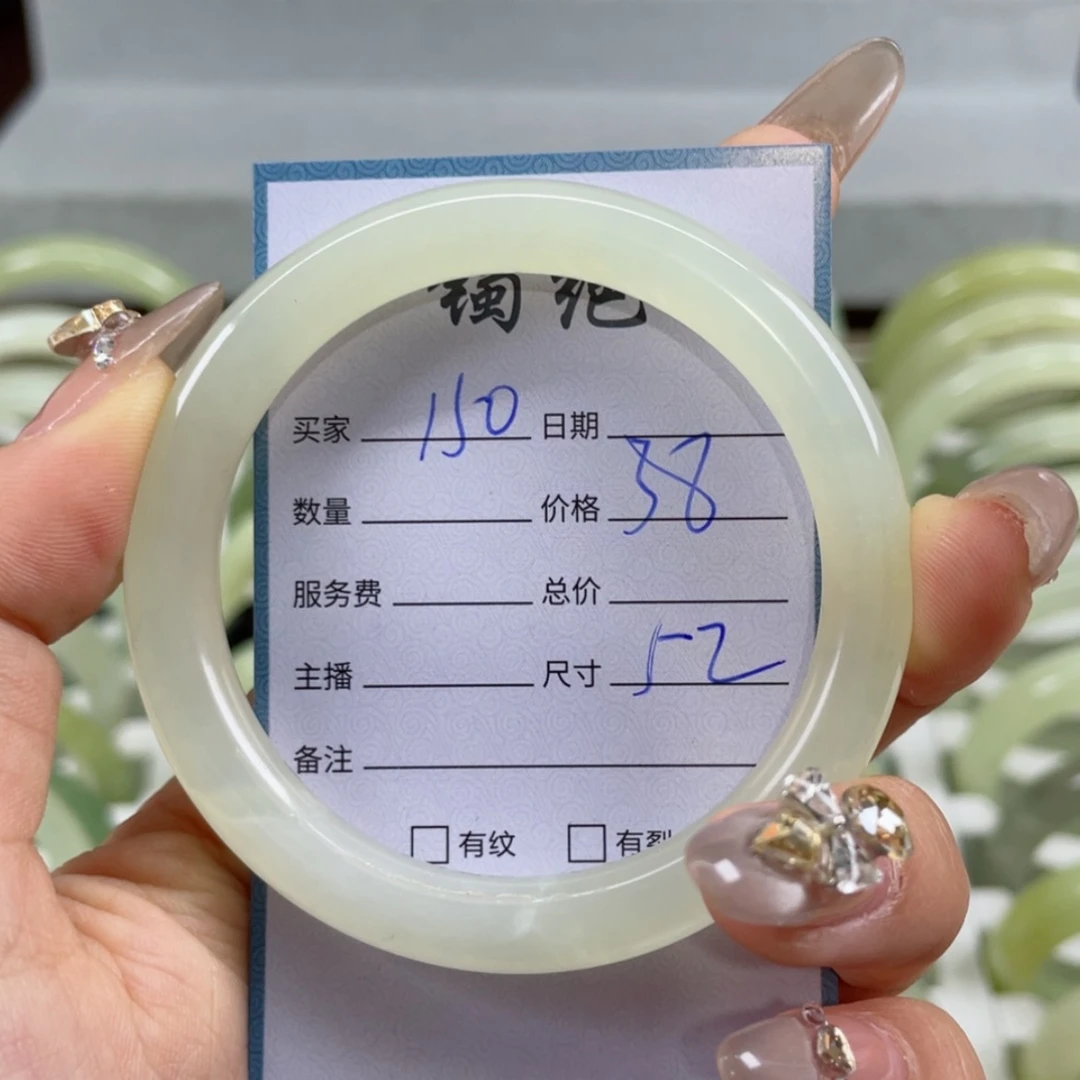 买家 150 日期
数量 价格 38
服务费 总价
主播 尺寸 52
备注
有纹 有裂